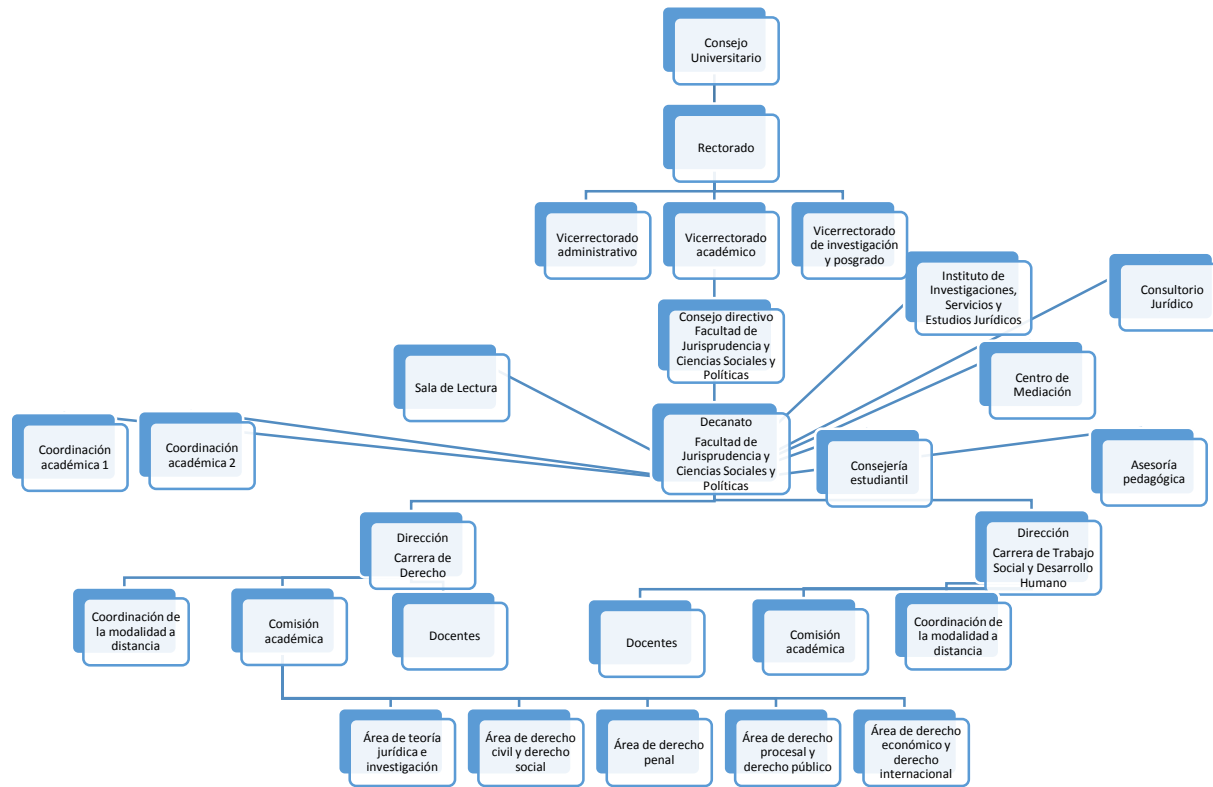 Consejo
Universitario
Rectorado
Vicerrectorado
administrativo
Vicerrectorado
académico
Vicerrectorado
de investigación
y posgrado
Instituto de
Investigaciones,
Servicios y
Estudios Jurídicos
Consultorio
Jurídico
Consejo directivo
Facultad de
Jurisprudencia y
Ciencias Sociales y
Políticas
Sala de Lectura
Centro de
Mediación
Coordinación
académica 1
Coordinación
académica 2
Decanato
Facultad de
Jurisprudencia y
Ciencias Sociales y
Políticas
Consejería
estudiantil
Asesoría
pedagógica
Dirección
Carrera de
Derecho
Dirección
Carrera de Trabajo
Social y Desarrollo
Humano
Coordinación de
la modalidad a
distancia
Comisión
académica
Docentes
Docentes
Comisión
académica
Coordinación de
la modalidad a
distancia
Área de teoría
jurídica e
investigación
Área de derecho
civil y derecho
social
Área de derecho
penal
Área de derecho
procesal y
derecho público
Área de derecho
económico y
derecho
internacional